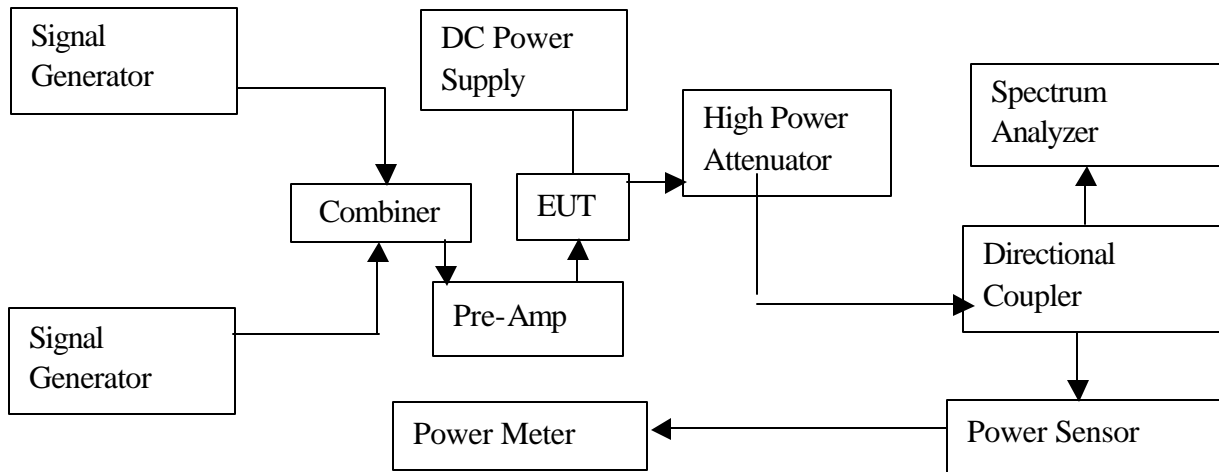 Signal
Generator
DC Power
Supply
High Power
Attenuator
Spectrum
Analyzer
Combiner
EUT
Pre-Amp
Directional
Coupler
Signal
Generator
Power Meter
Power Sensor